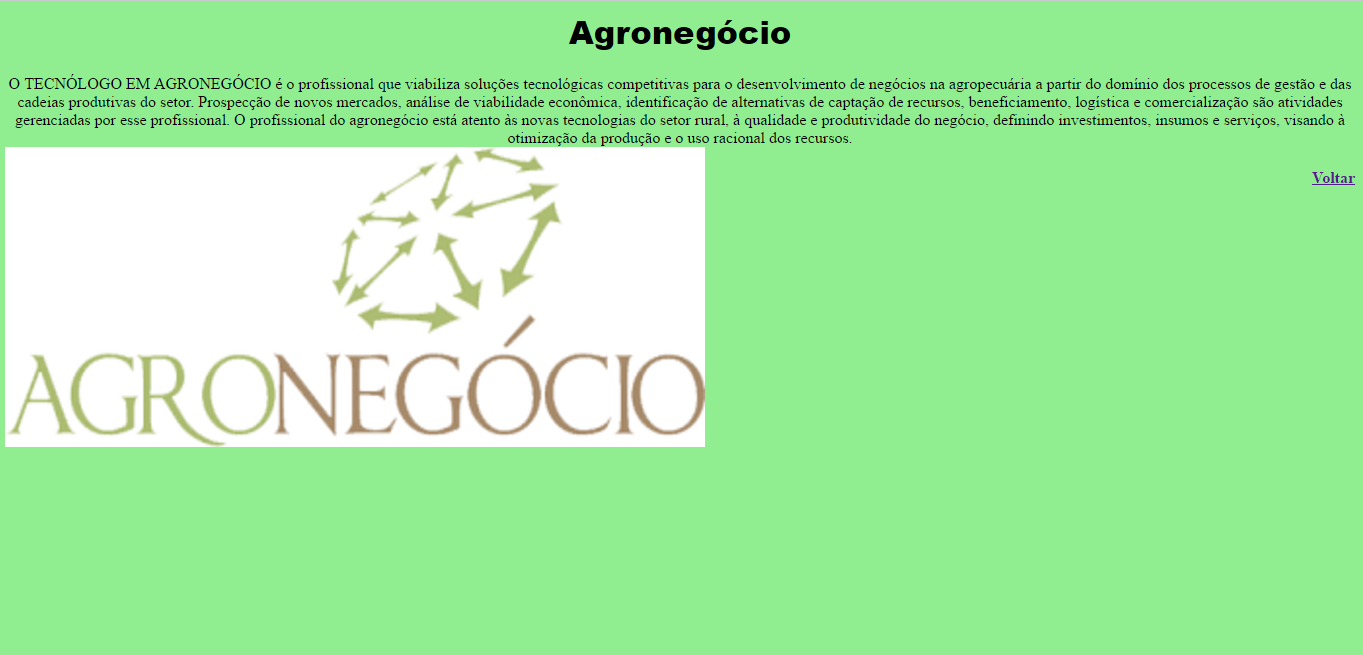 Agronegócio
O TECNÓLOGO EM AGRONEGÓCIO é o profissional que viabiliza soluções tecnológicas competitivas para o desenvolvimento de negócios na agropecuária a partir do domínio dos processos de gestão e das
cadeias produtivas do setor. Prospecção de novos mercados, análise de viabilidade econômica, identificação de alternativas de captação de recursos, beneficiamento, logística e comercialização são atividades
gerenciadas por esse profissional. O profissional do agronegócio está atento às novas tecnologias do setor rural, à qualidade e produtividade do negócio, definindo investimentos, insumos e serviços, visando à
otimização da produção e o uso racional dos recursos.
Voltar
AGRONEGÓCIO